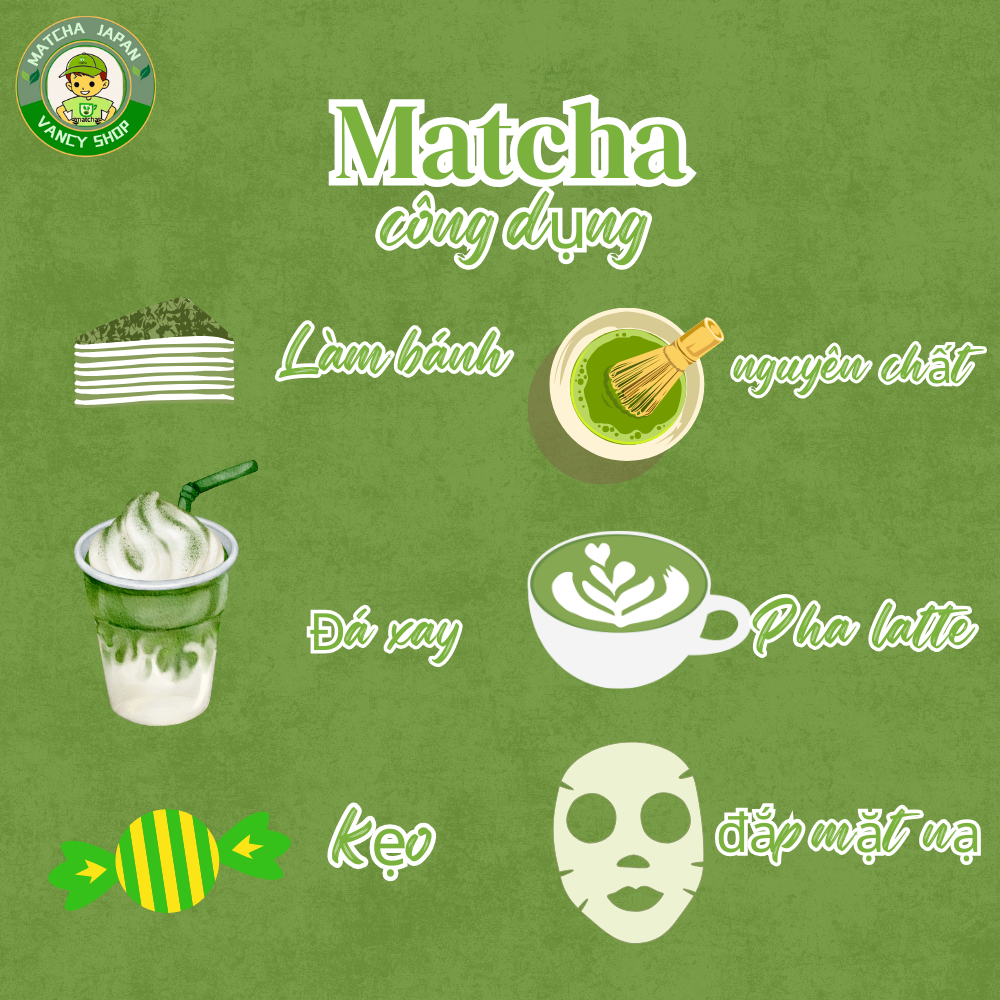 MATCHA JAPAN
matcha
VANCY SHOP
Matcha
công dụng
Làm bánh
nguyên chất
Đá xay
Pha latte
Kẹo
đắp mặt nạ